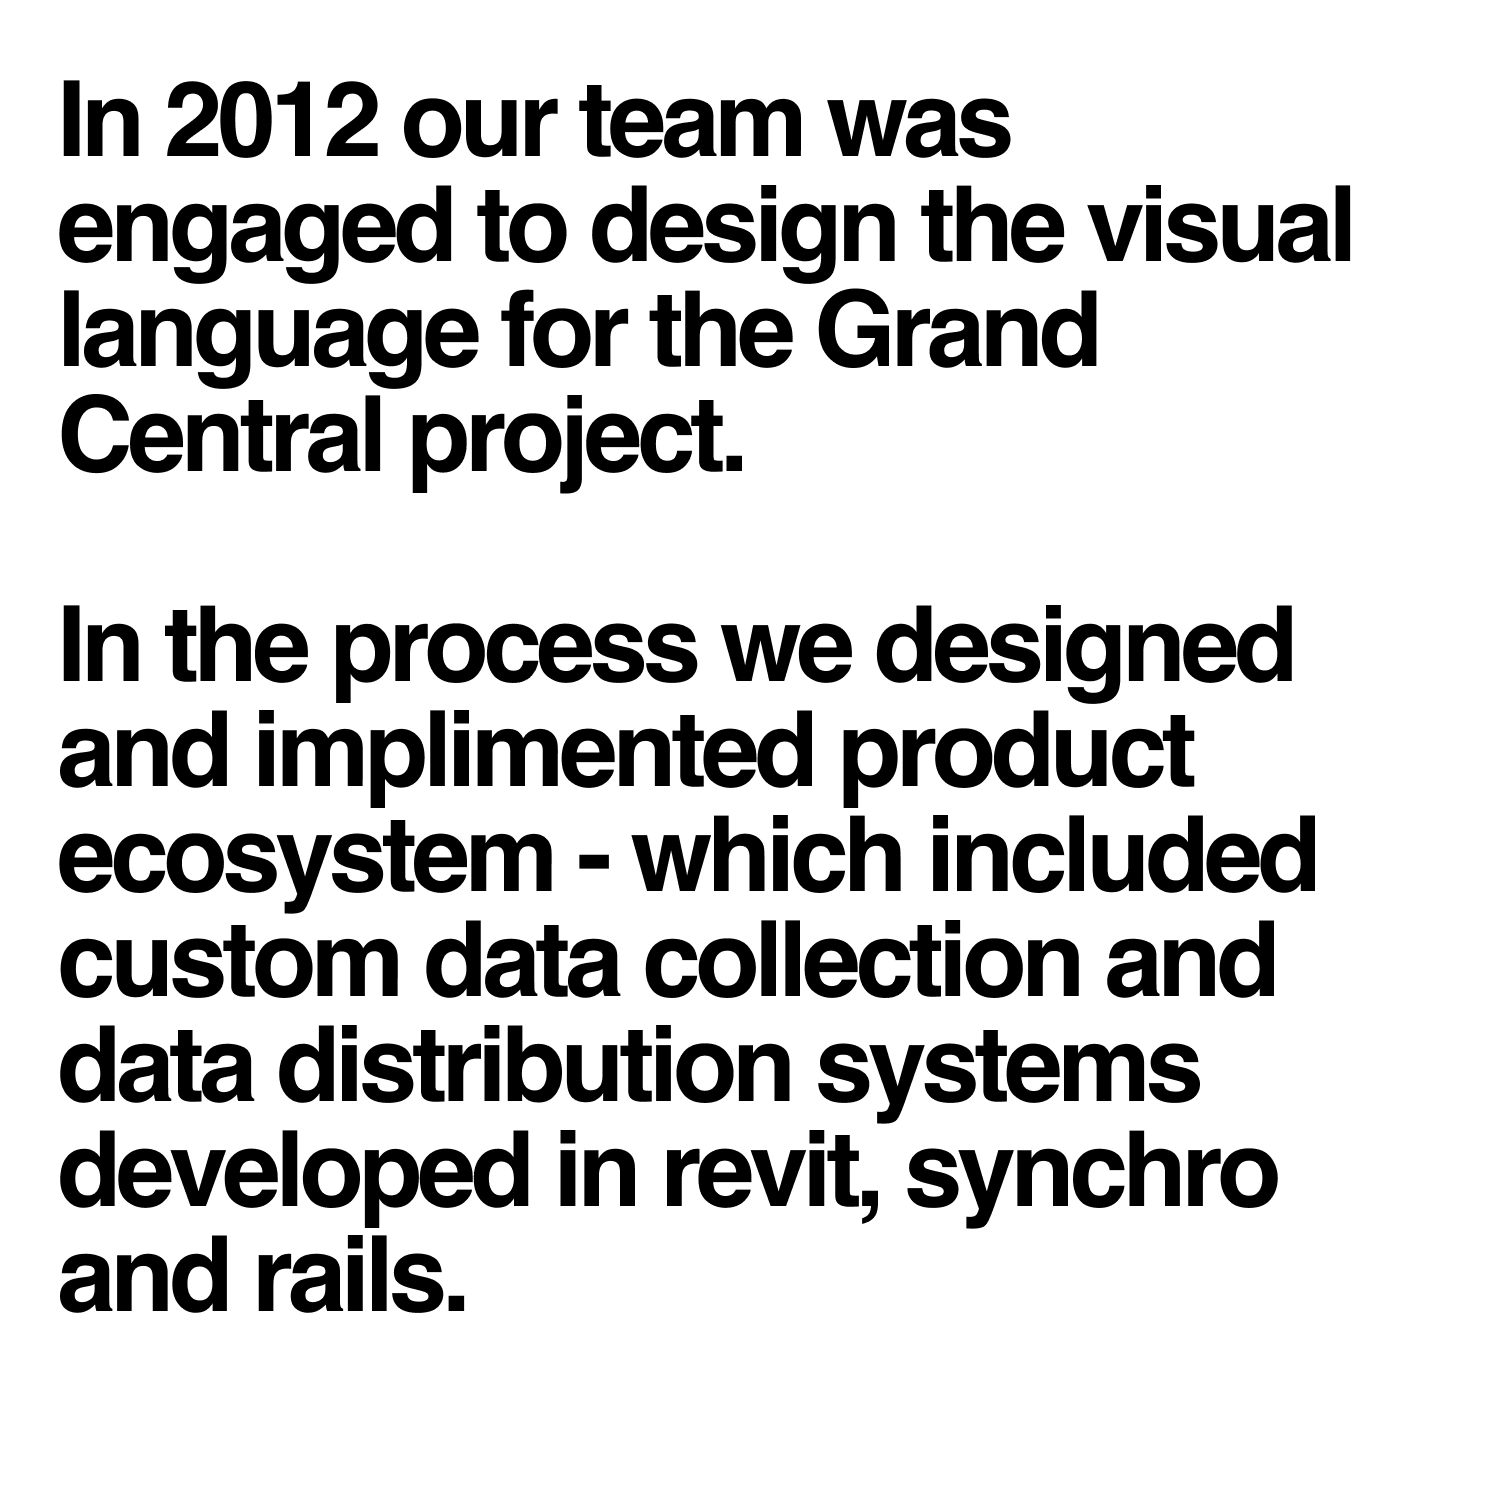 In 2012 our team was
engaged to design the visual
language for the Grand
Central project.
In the process we designed
and implimented product
ecosystem - which included
custom data collection and
data distribution systems
developed in revit, synchro
and rails.